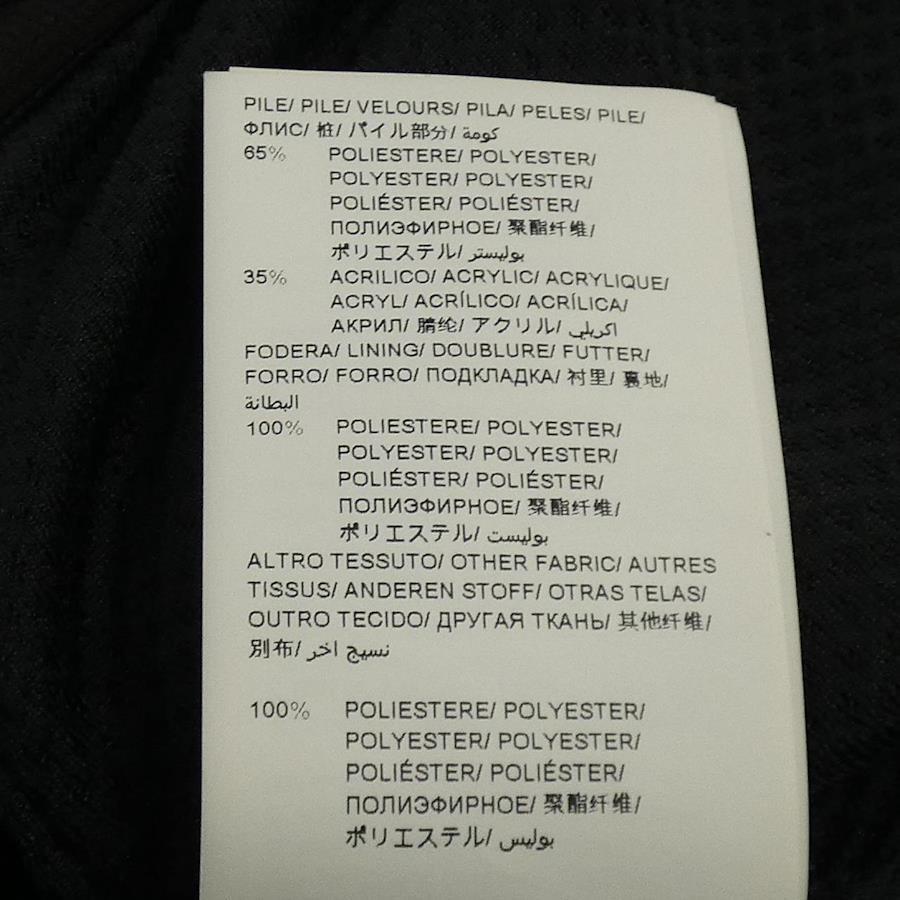 PILE/ PILE/ VELOURS/ PILA/ PELES/ PILE/
ФЛИС/ 桩/ パイル部分/ كومة
65% POLIESTERE/ POLYESTER/
POLYESTER/ POLYESTER/
POLIÉSTER/ POLIÉSTER/
ПОЛИЭФИРНОЕ/ 聚酯纤维/
ポリエステル/ بوليستر
35% ACRILICO/ ACRYLIC/ ACRYLIQUE/
ACRYL/ ACRÍLICO/ ACRÍLICA/
АКРИЛ/ 腈纶/ アクリル/ اكريلي
FODERA/ LINING/ DOUBLURE/ FUTTER/
FORRO/ FORRO/ ПОДКЛАДКА/ 衬里/ 裏地/
البطانة
100% POLIESTERE/ POLYESTER/
POLYESTER/ POLYESTER/
POLIÉSTER/ POLIÉSTER/
ПОЛИЭФИРНОЕ/ 聚酯纤维/
ポリエステル/ بوليست
ALTRO TESSUTO/ OTHER FABRIC/ AUTRES
TISSUS/ ANDEREN STOFF/ OTRAS TELAS/
OUTRO TECIDO/ ДРУГАЯ ТКАНЬ/ 其他纤维/
別布/ نسيج اخر
100% POLIESTERE/ POLYESTER/
POLYESTER/ POLYESTER/
POLIÉSTER/ POLIÉSTER/
ПОЛИЭФИРНОЕ/ 聚酯纤维/
ポリエステル/ بوليس